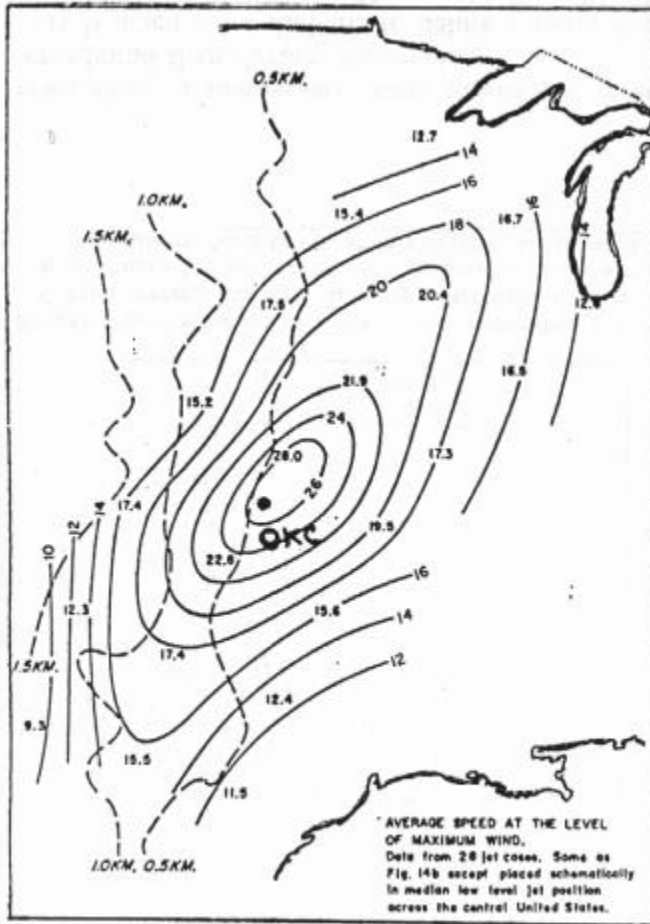 0.5KM.
12.7
14
1.0KM.
15.4
16
16.7
16
14
1.5KM.
18
12.8
17.8
20
20.4
15.2
21.9
16.5
24
17.3
28.0
26
17.4
14
12
10
OKC
19.5
22.6
12.3
15.6
16
1.5KM.
17.4
14
12
12.4
9.3
15.5
11.5
AVERAGE SPEED AT THE LEVEL
OF MAXIMUM WIND.
Data from 28 jet cases. Same as
Fig. 14b except placed schematically
in median low level jet position
across the central United States.
1.0KM. 0.5KM.